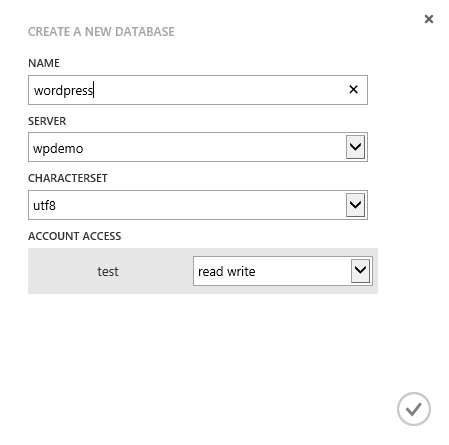 CREATE A NEW DATABASE
NAME
wordpress
SERVER
wpdemo
CHARACTERSET
utf8
ACCOUNT ACCESS
test read write